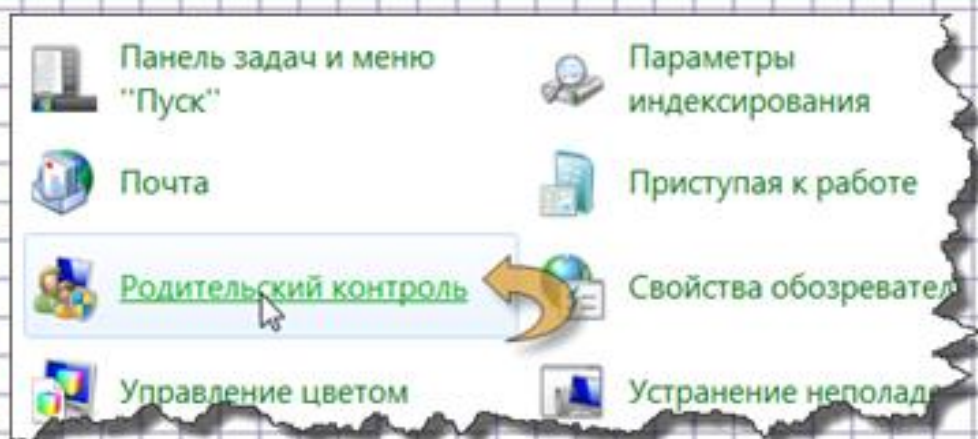 Панель задач и меню
"Пуск"
Параметры
индексирования
Почта
Приступая к работе
Родительский контроль
Свойства обозревател
Управление цветом
Устранение неполад